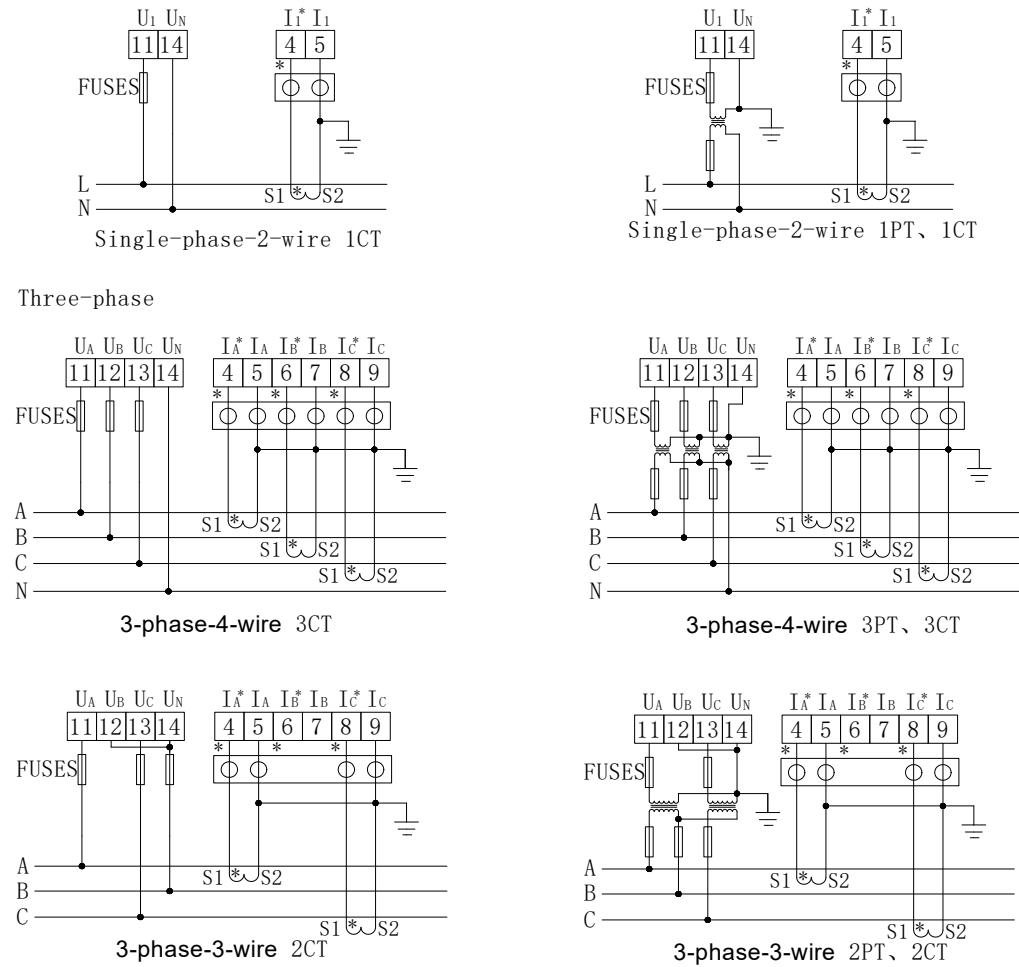 U1 UN I1* I1
11 14 4 5
*
FUSES
L
S1 * S2
N
Single-phase-2-wire 1CT
U1 UN I1* I1
11 14 4 5
*
FUSES
L
S1 * S2
N
Single-phase-2-wire 1PT、1CT
Three-phase
UA UB UC UN IA* IA IB* IB IC* IC
11 12 13 14 4 5 6 7 8 9
* * *
FUSES
A
S1 * S2
B
S1 * S2
C
S1 * S2
N
3-phase-4-wire 3CT
UA UB UC UN IA* IA IB* IB IC* IC
11 12 13 14 4 5 6 7 8 9
* * *
FUSES
A
S1 * S2
B
S1 * S2
C
S1 * S2
N
3-phase-4-wire 3PT、3CT
UA UB UC UN IA* IA IB* IB IC* IC
11 12 13 14 4 5 6 7 8 9
* * *
FUSES
A
S1 * S2
B
C
S1 * S2
3-phase-3-wire 2CT
UA UB UC UN IA* IA IB* IB IC* IC
11 12 13 14 4 5 6 7 8 9
* * *
FUSES
A
S1 * S2
B
C
S1 * S2
3-phase-3-wire 2PT、2CT